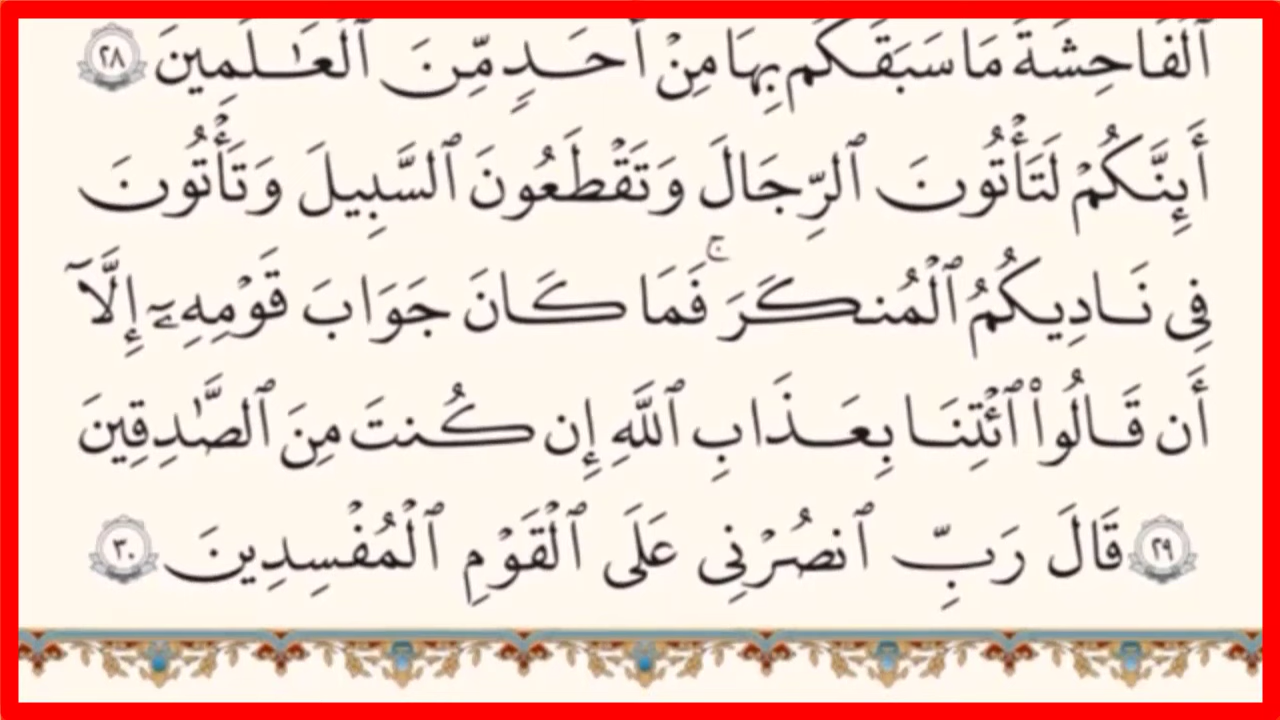 ٱلْفَاحِشَةَ مَا سَبَقَكُم بِهَا مِنْ أَحَدٍ مِّنَ ٱلْعَـٰلَمِينَ ٢٨
أَئِنَّكُمْ لَتَأْتُونَ ٱلرِّجَالَ وَتَقْطَعُونَ ٱلسَّبِيلَ وَتَأْتُونَ
فِى نَادِيكُمُ ٱلْمُنكَرَ ۚ فَمَا كَانَ جَوَابَ قَوْمِهِۦٓ إِلَّآ
أَن قَالُوا۟ ٱئْتِنَا بِعَذَابِ ٱللَّهِ إِن كُنتَ مِنَ ٱلصَّـٰدِقِينَ
٢٩ قَالَ رَبِّ ٱنصُرْنِى عَلَى ٱلْقَوْمِ ٱلْمُفْسِدِينَ ٣٠